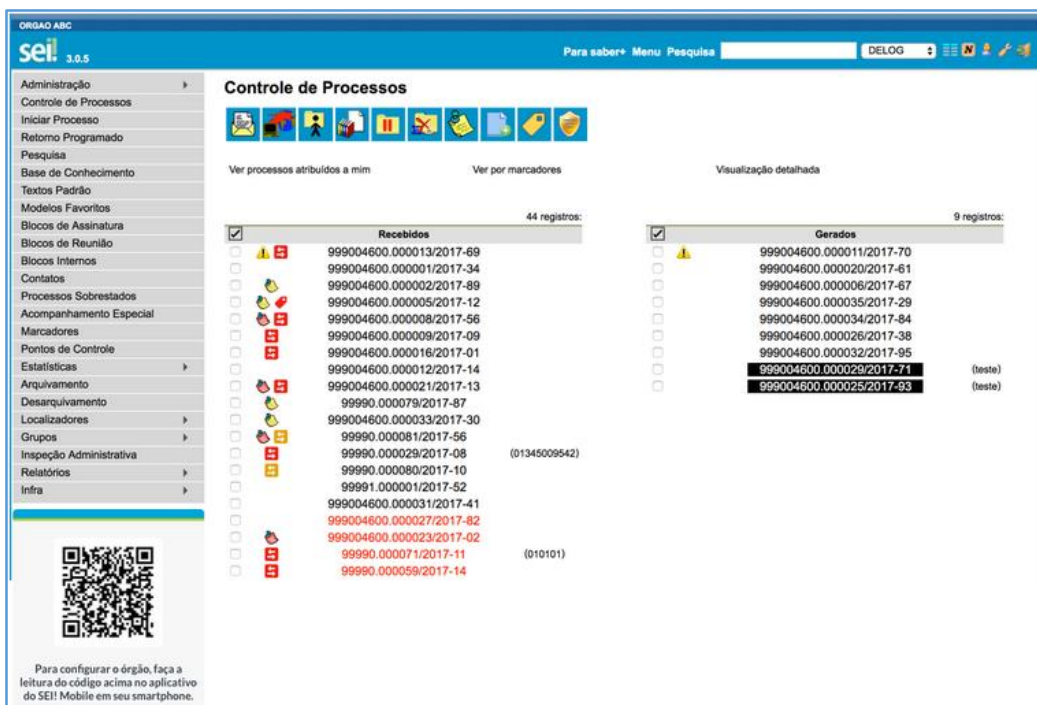 ORGAO ABC
sei! 3.0.5
Para saber+ Menu Pesquisa DELOG
Administração
Controle de Processos
Iniciar Processo
Retorno Programado
Pesquisa
Base de Conhecimento
Textos Padrão
Modelos Favoritos
Blocos de Assinatura
Blocos de Reunião
Blocos Internos
Contatos
Processos Sobrestados
Acompanhamento Especial
Marcadores
Pontos de Controle
Estatísticas
Arquivamento
Desarquivamento
Localizadores
Grupos
Inspeção Administrativa
Relatórios
Infra
Para configurar o órgão, faça a
leitura do código acima no aplicativo
do SEI! Mobile em seu smartphone.
Controle de Processos
Ver processos atribuídos a mim Ver por marcadores Visualização detalhada
44 registros:
Recebidos
999004600.000013/2017-69
999004600.000001/2017-34
999004600.000002/2017-89
999004600.000005/2017-12
999004600.000008/2017-56
999004600.000009/2017-09
999004600.000016/2017-01
999004600.000012/2017-14
999004600.000021/2017-13
99990.000079/2017-87
999004600.000033/2017-30
99990.000081/2017-56
99990.000029/2017-08 (01345009542)
99990.000080/2017-10
99991.000001/2017-52
999004600.000031/2017-41
999004600.000027/2017-82
999004600.000023/2017-02
99990.000071/2017-11 (010101)
99990.000059/2017-14
9 registros:
Gerados
999004600.000011/2017-70
999004600.000020/2017-61
999004600.000006/2017-67
999004600.000035/2017-29
999004600.000034/2017-84
999004600.000026/2017-38
999004600.000032/2017-95
999004600.000029/2017-71 (teste)
999004600.000025/2017-93 (teste)